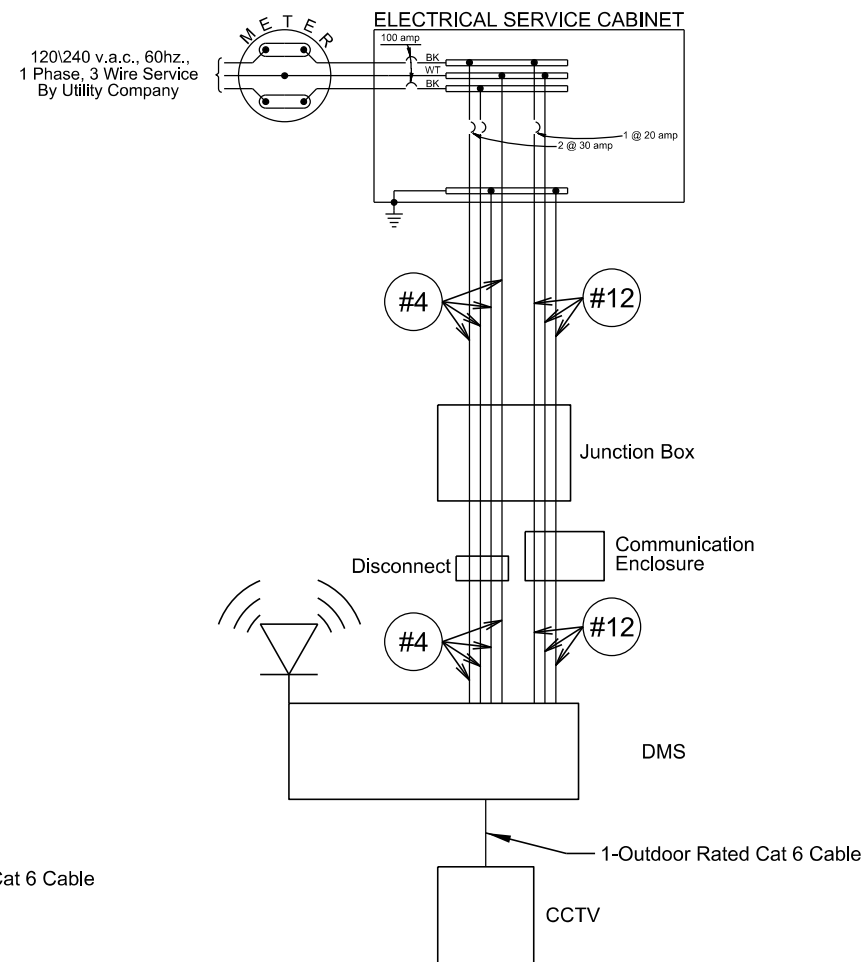 ELECTRICAL SERVICE CABINET
METER
100 amp
120\240 v.a.c., 60hz.,
1 Phase, 3 Wire Service
By Utility Company
BK
WT
BK
1 @ 20 amp
2 @ 30 amp
#4
#12
Junction Box
Disconnect
Communication
Enclosure
#4
#12
DMS
1-Outdoor Rated Cat 6 Cable
Cat 6 Cable
CCTV